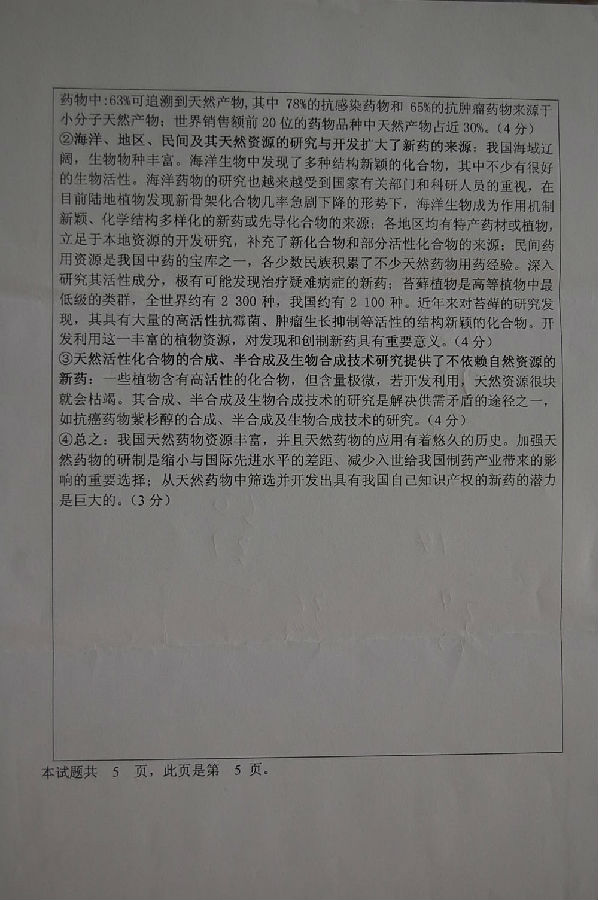 药物中:63%可追溯到天然产物,其中 78%的抗感染药物和 65%的抗肿瘤药物来源于
小分子天然产物；世界销售额前 20 位的药物品种中天然产物占近 30%。(4 分)
②海洋、地区、民间及其天然资源的研究与开发扩大了新药的来源：我国海域辽
阔，生物物种丰富。海洋生物中发现了多种结构新颖的化合物，其中不少有很好
的生物活性。海洋药物的研究也越来越受到国家有关部门和科研人员的重视，在
目前陆地植物发现新骨架化合物几率急剧下降的形势下，海洋生物成为作用机制
新颖、化学结构多样化的新药或先导化合物的来源；各地区均有特产药材或植物，
立足于本地资源的开发研究，补充了新化合物和部分活性化合物的来源；民间药
用资源是我国中药的宝库之一，各少数民族积累了不少天然药物用药经验。深入
研究其活性成分，极有可能发现治疗疑难病症的新药；苔藓植物是高等植物中最
低级的类群，全世界约有 2 300 种，我国约有 2 100 种。近年来对苔藓的研究发
现，其具有大量的高活性抗霉菌、肿瘤生长抑制等活性的结构新颖的化合物。开
发利用这一丰富的植物资源，对发现和创制新药具有重要意义。(4 分)
③天然活性化合物的合成、半合成及生物合成技术研究提供了不依赖自然资源的
新药：一些植物含有高活性的化合物，但含量极微，若开发利用，天然资源很快
就会枯竭。其合成、半合成及生物合成技术的研究是解决供需矛盾的途径之一，
如抗癌药物紫杉醇的合成、半合成及生物合成技术的研究。(4 分)
④总之：我国天然药物资源丰富，并且天然药物的应用有着悠久的历史。加强天
然药物的研制是缩小与国际先进水平的差距、减少入世给我国制药产业带来的影
响的重要选择；从天然药物中筛选并开发出具有我国自己知识产权的新药的潜力
是巨大的。(3 分)
本试题共 5 页，此页是第 5 页。